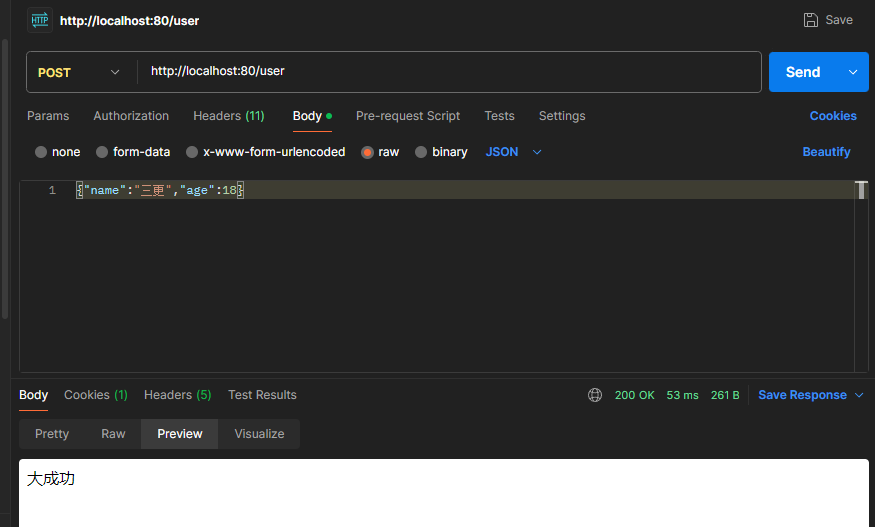 HTTP http://localhost:80/user Save
POST http://localhost:80/user Send
Params Authorization Headers (11) Body Pre-request Script Tests Settings Cookies
none form-data x-www-form-urlencoded raw binary JSON Beautify
1 {"name":"三更","age":18}
Body Cookies (1) Headers (5) Test Results 200 OK 53 ms 261 B Save Response
Pretty Raw Preview Visualize
大成功